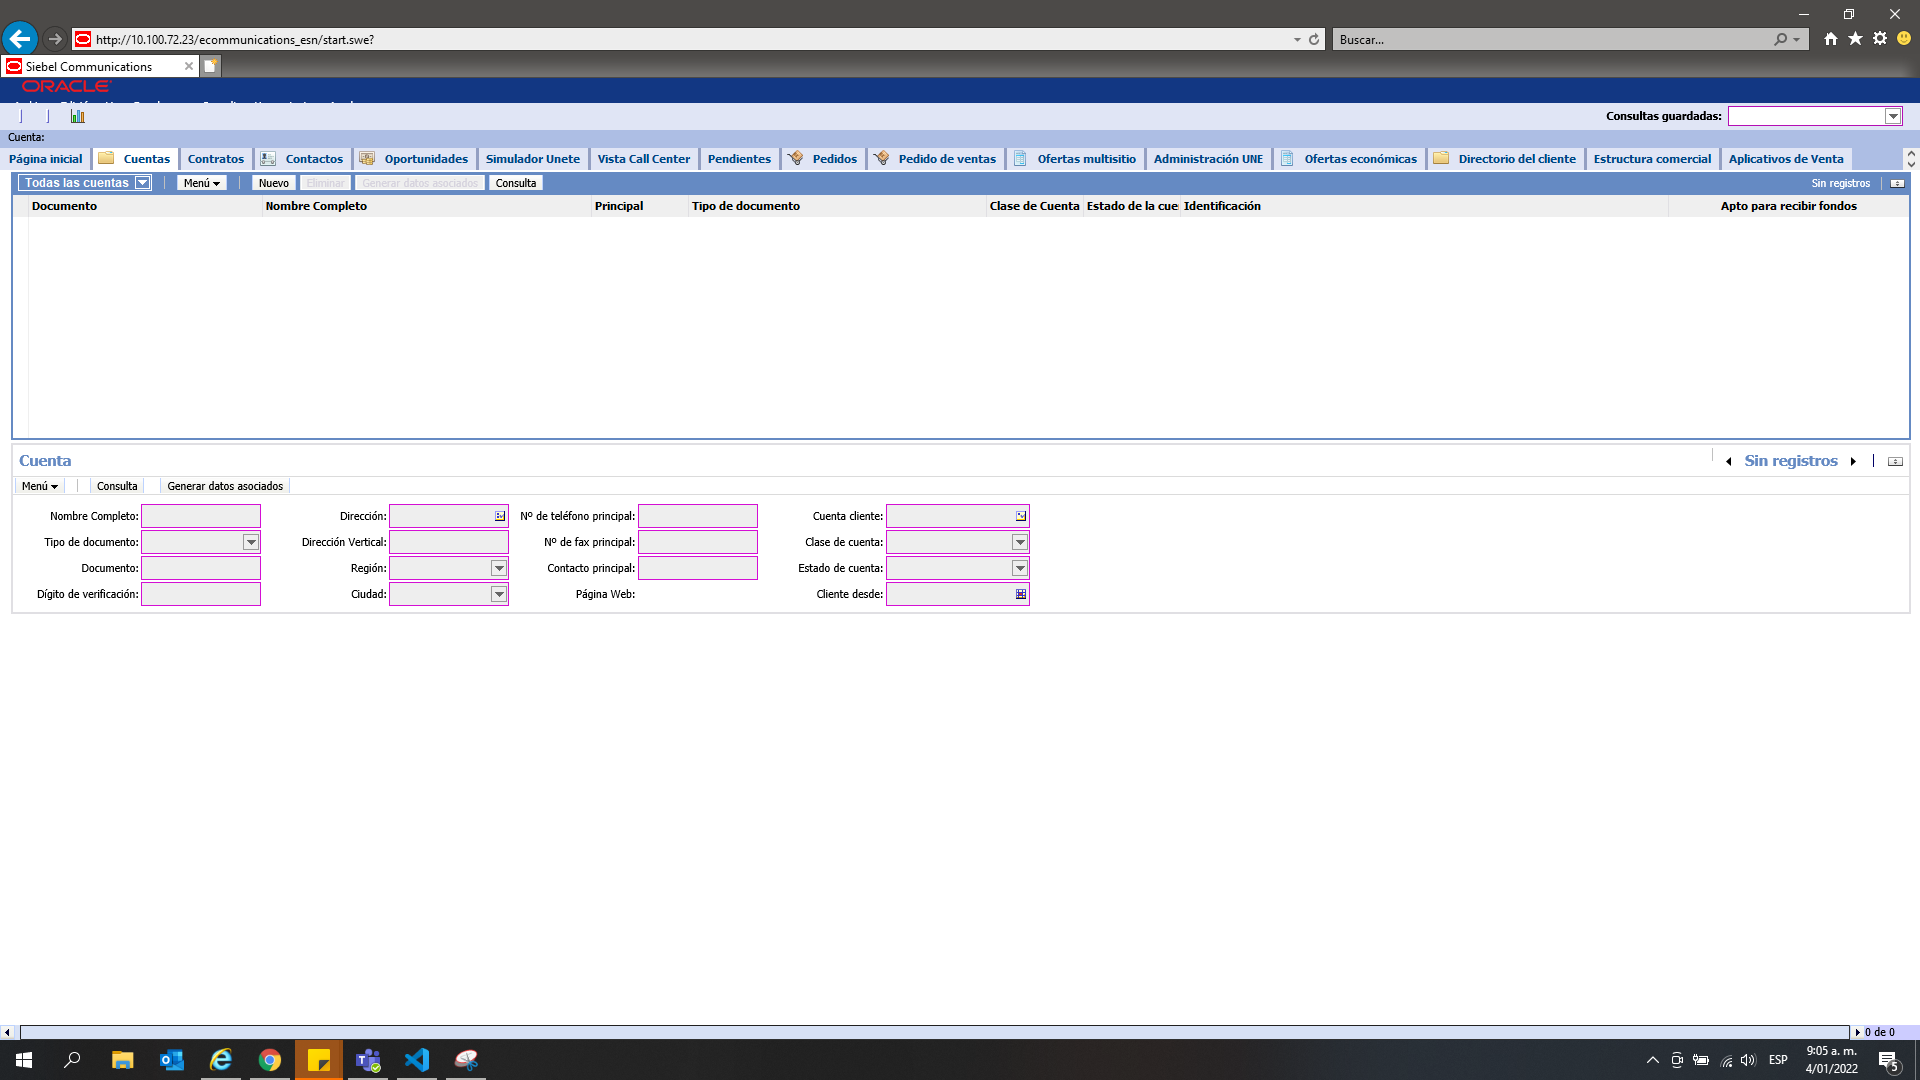 http://10.100.72.23/ecommunications_esn/start.swe?
Buscar...
Siebel Communications
ORACLE
Consultas guardadas:
Cuenta:
Página inicial
Cuentas
Contratos
Contactos
Oportunidades
Simulador Unete
Vista Call Center
Pendientes
Pedidos
Pedido de ventas
Ofertas multisitio
Administración UNE
Ofertas económicas
Directorio del cliente
Estructura comercial
Aplicativos de Venta
Todas las cuentas
Menú
Nuevo
Eliminar
Generar datos asociados
Consulta
Sin registros
Documento
Nombre Completo
Principal
Tipo de documento
Clase de Cuenta
Estado de la cue
Identificación
Apto para recibir fondos
Cuenta
Sin registros
Menú
Consulta
Generar datos asociados
Nombre Completo:
Dirección:
Nº de teléfono principal:
Cuenta cliente:
Tipo de documento:
Dirección Vertical:
Nº de fax principal:
Clase de cuenta:
Documento:
Región:
Contacto principal:
Estado de cuenta:
Dígito de verificación:
Ciudad:
Página Web:
Cliente desde:
0 de 0
ESP
9:05 a. m.
4/01/2022
5